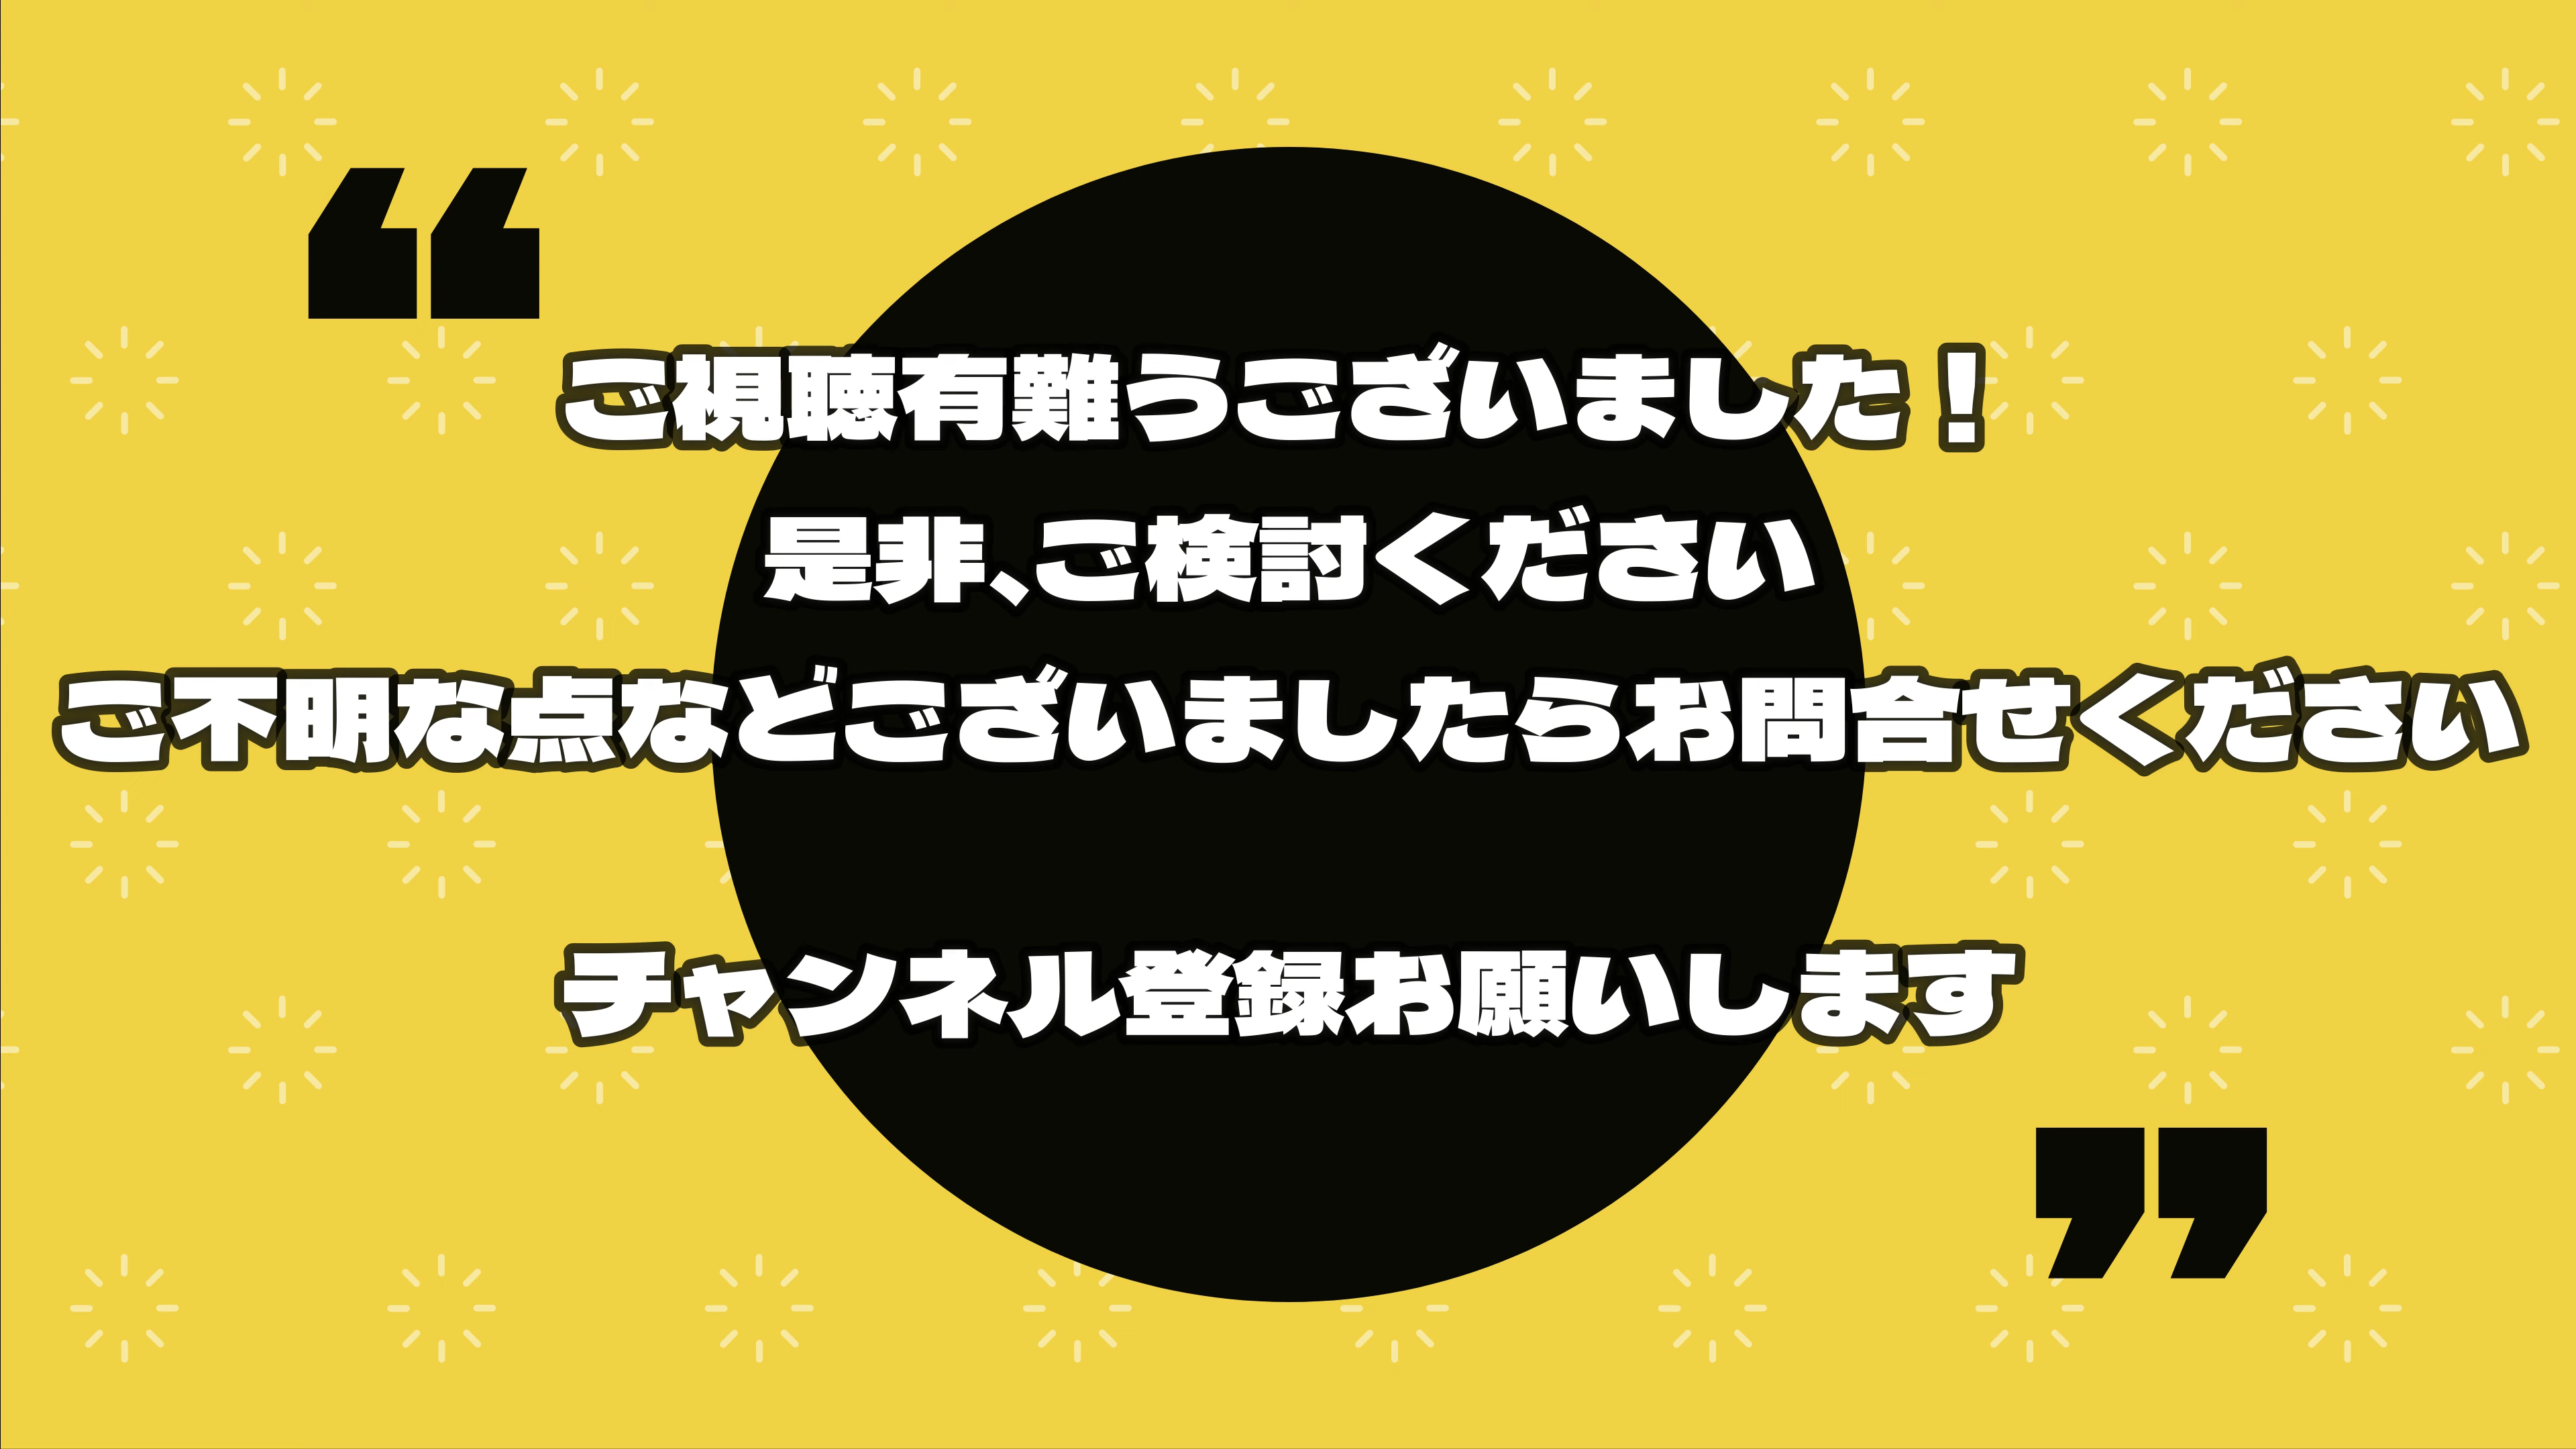 ご視聴有難うございました！
是非、ご検討ください
ご不明な点などございましたらお問合せください
チャンネル登録お願いします